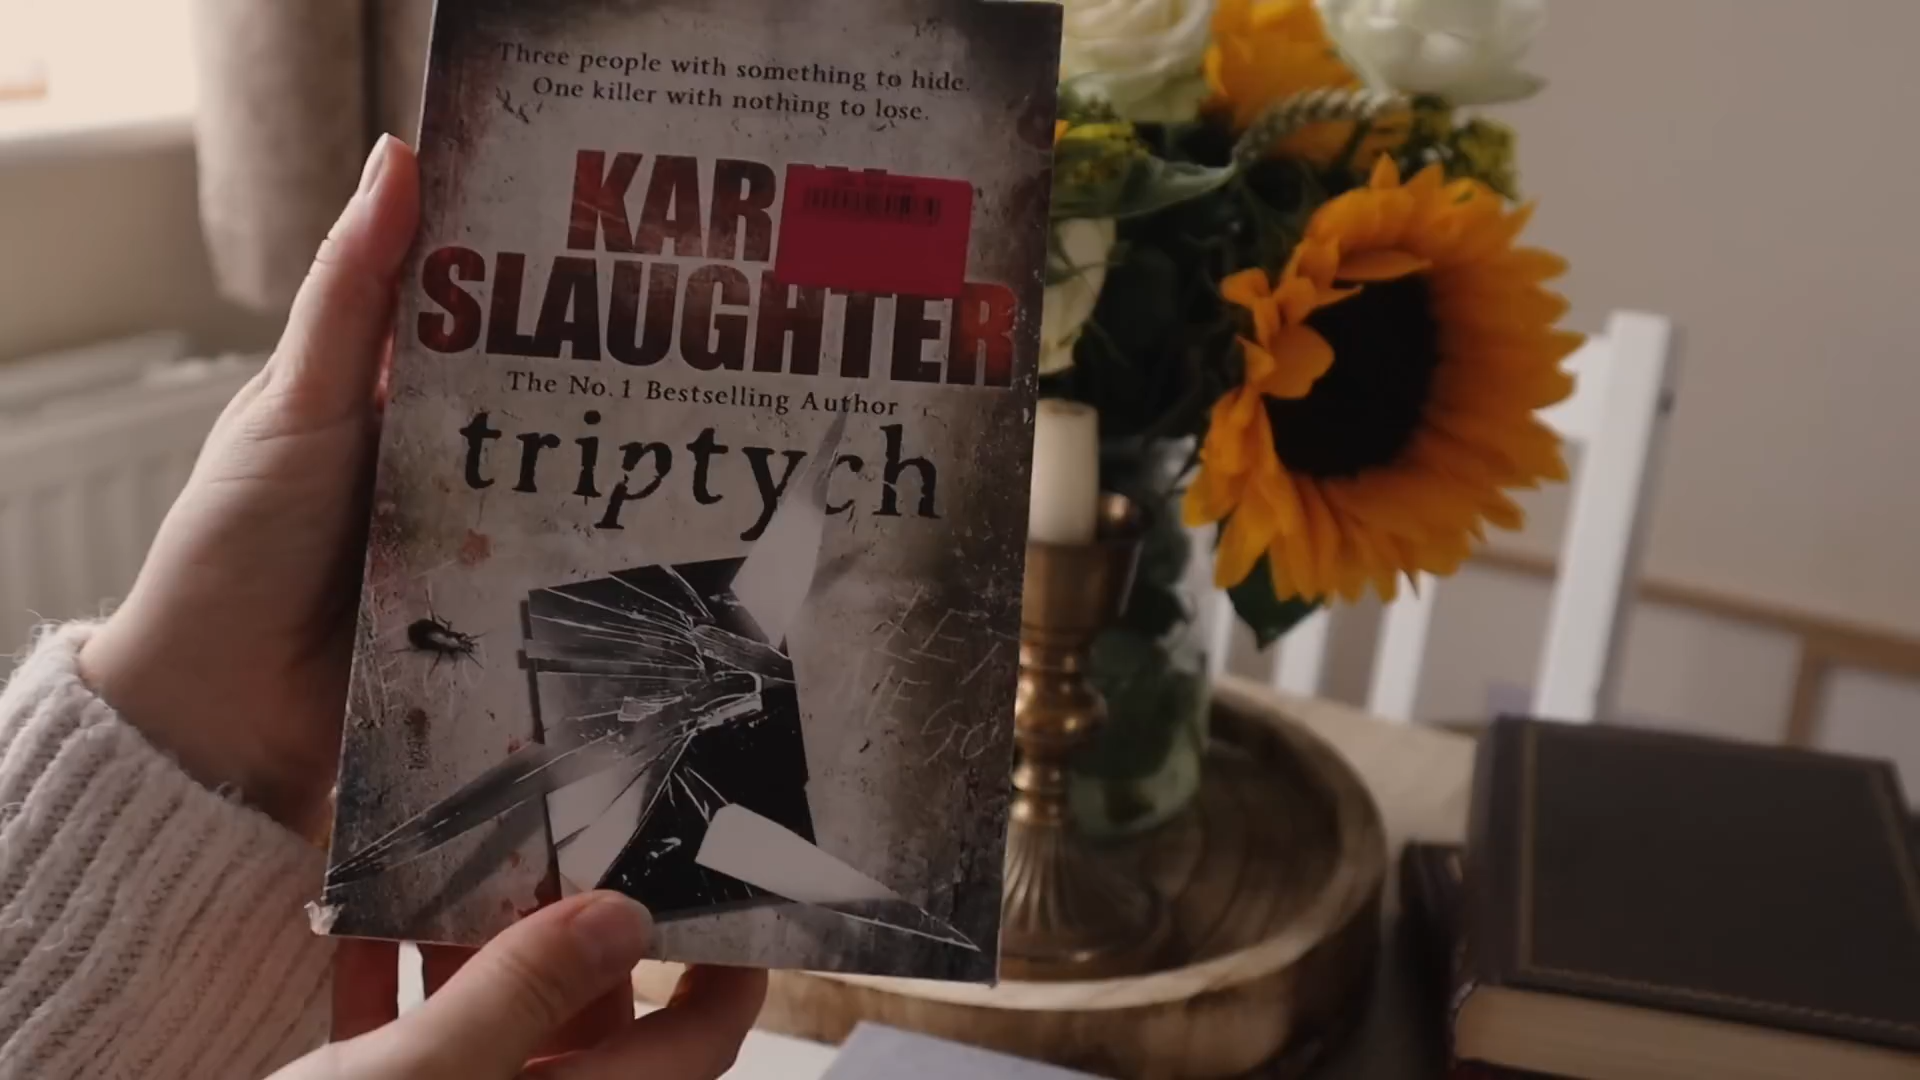 Three people with something to hide.
One killer with nothing to lose.
KAR
SLAUGHTER
The No. 1 Bestselling Author
triptych